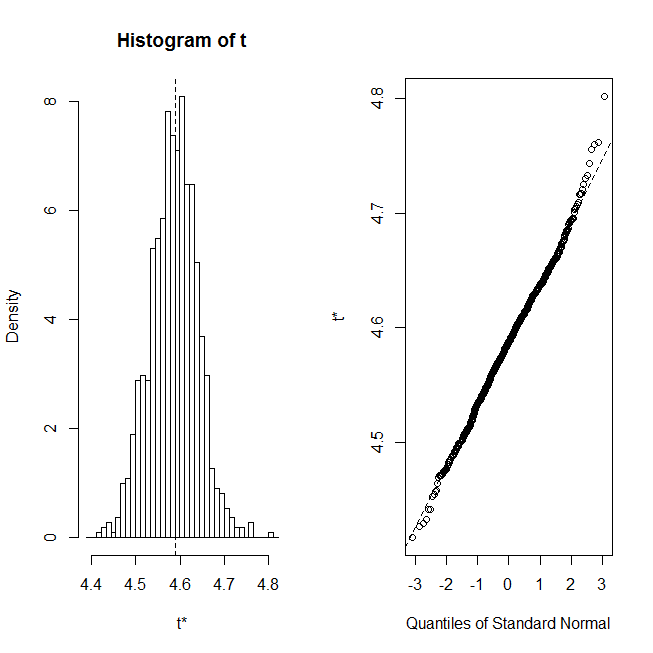 Histogram of t
Density
0
2
4
6
8
4.4 4.5 4.6 4.7 4.8
t*
t*
4.5
4.6
4.7
4.8
-3 -2 -1 0 1 2 3
Quantiles of Standard Normal